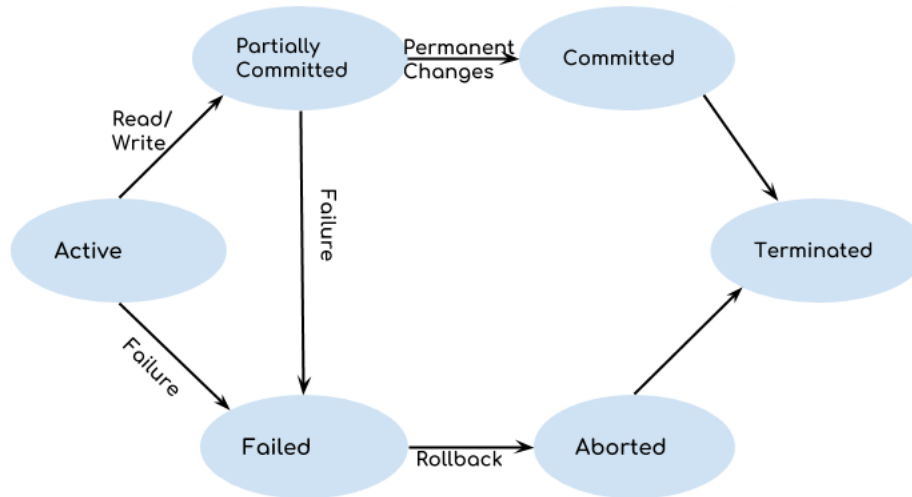 Partially
Committed
Permanent
Changes
Committed
Read/
Write
Failure
Active
Terminated
Failure
Failed
Rollback
Aborted